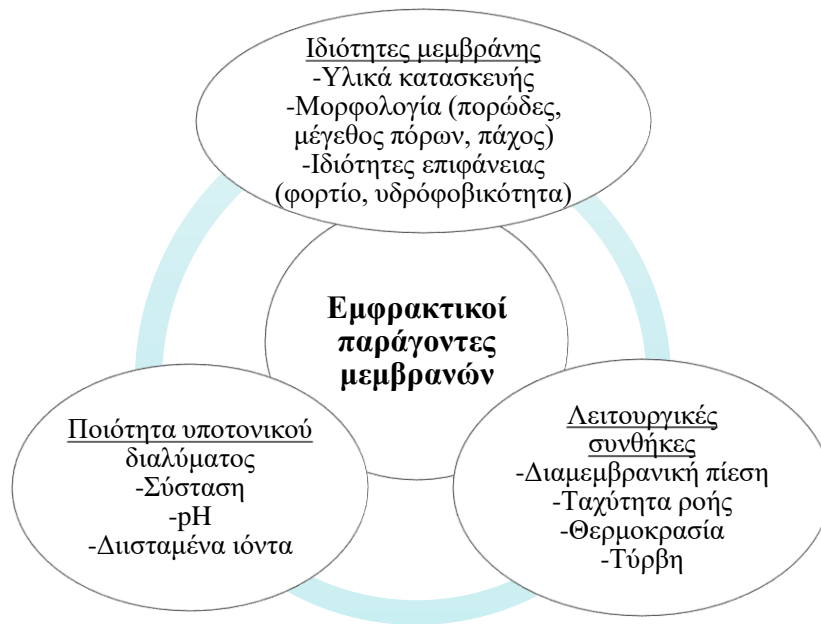 Ιδιότητες μεμβράνης
-Υλικά κατασκευής
-Μορφολογία (πορώδες,
μέγεθος πόρων, πάχος)
-Ιδιότητες επιφάνειας
(φορτίο, υδρόφοβικότητα)
Εμφρακτικοί
παράγοντες
μεμβρανών
Ποιότητα υποτονικού
διαλύματος
-Σύσταση
-pH
-Διισταμένα ιόντα
Λειτουργικές
συνθήκες
-Διαμεμβρανική πίεση
-Ταχύτητα ροής
-Θερμοκρασία
-Τύρβη